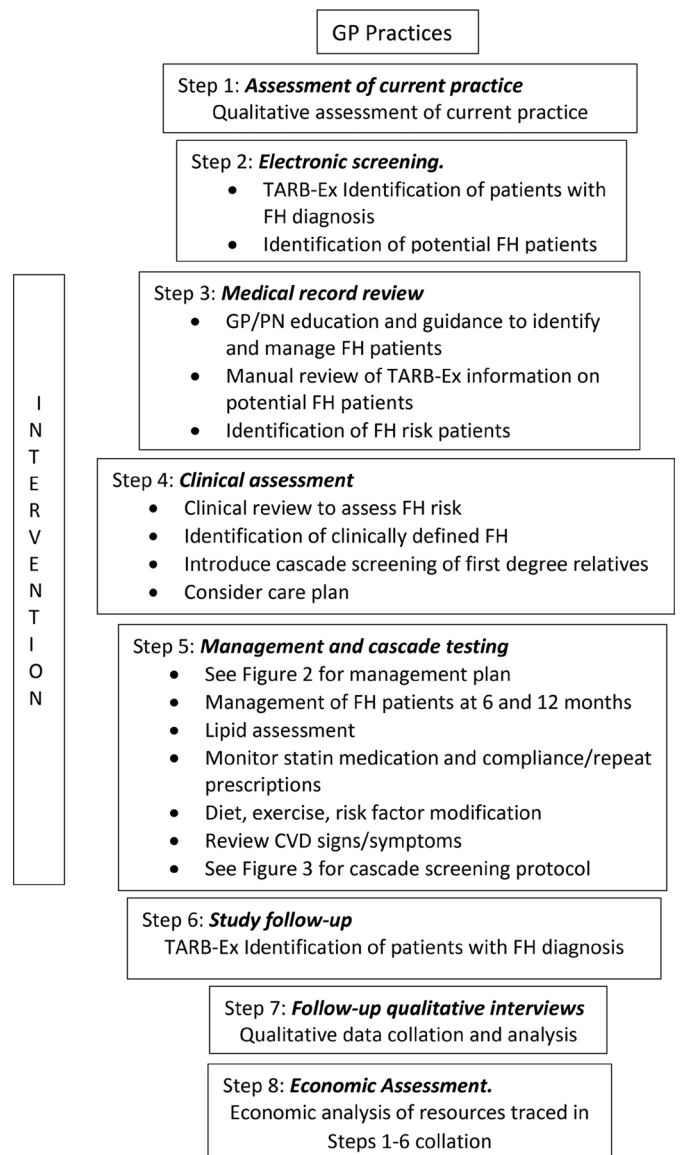 GP Practices
Step 1: Assessment of current practice
Qualitative assessment of current practice
Step 2: Electronic screening.
• TARB-Ex Identification of patients with
FH diagnosis
• Identification of potential FH patients
INTERVENTION
Step 3: Medical record review
• GP/PN education and guidance to identify
and manage FH patients
• Manual review of TARB-Ex information on
potential FH patients
• Identification of FH risk patients
Step 4: Clinical assessment
• Clinical review to assess FH risk
• Identification of clinically defined FH
• Introduce cascade screening of first degree relatives
• Consider care plan
Step 5: Management and cascade testing
• See Figure 2 for management plan
• Management of FH patients at 6 and 12 months
• Lipid assessment
• Monitor statin medication and compliance/repeat
prescriptions
• Diet, exercise, risk factor modification
• Review CVD signs/symptoms
• See Figure 3 for cascade screening protocol
Step 6: Study follow-up
TARB-Ex Identification of patients with FH diagnosis
Step 7: Follow-up qualitative interviews
Qualitative data collation and analysis
Step 8: Economic Assessment.
Economic analysis of resources traced in
Steps 1-6 collation